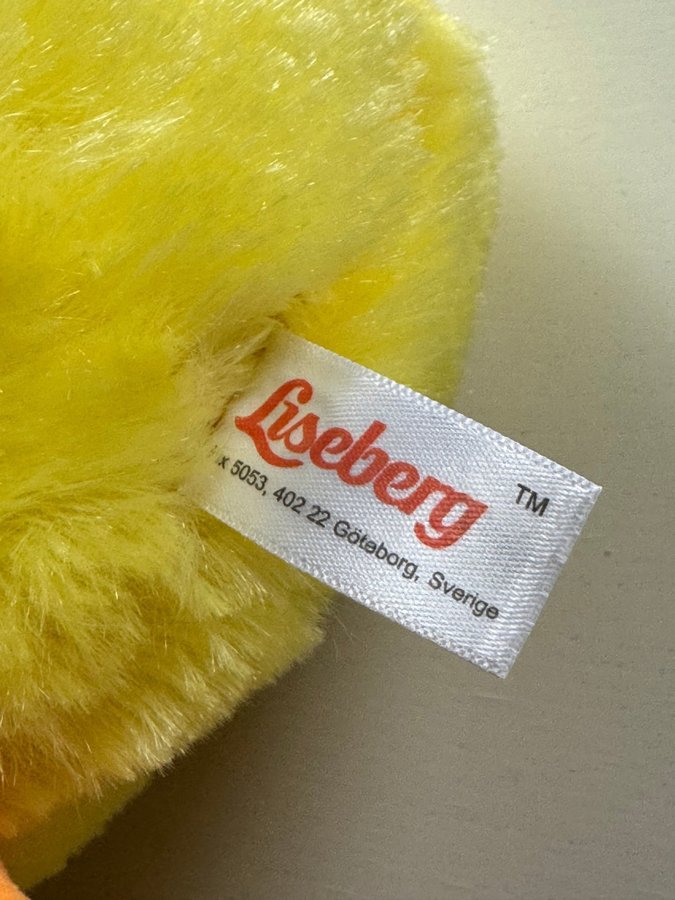 Liseberg
TM
x 5053, 402 22 Göteborg, Sverige